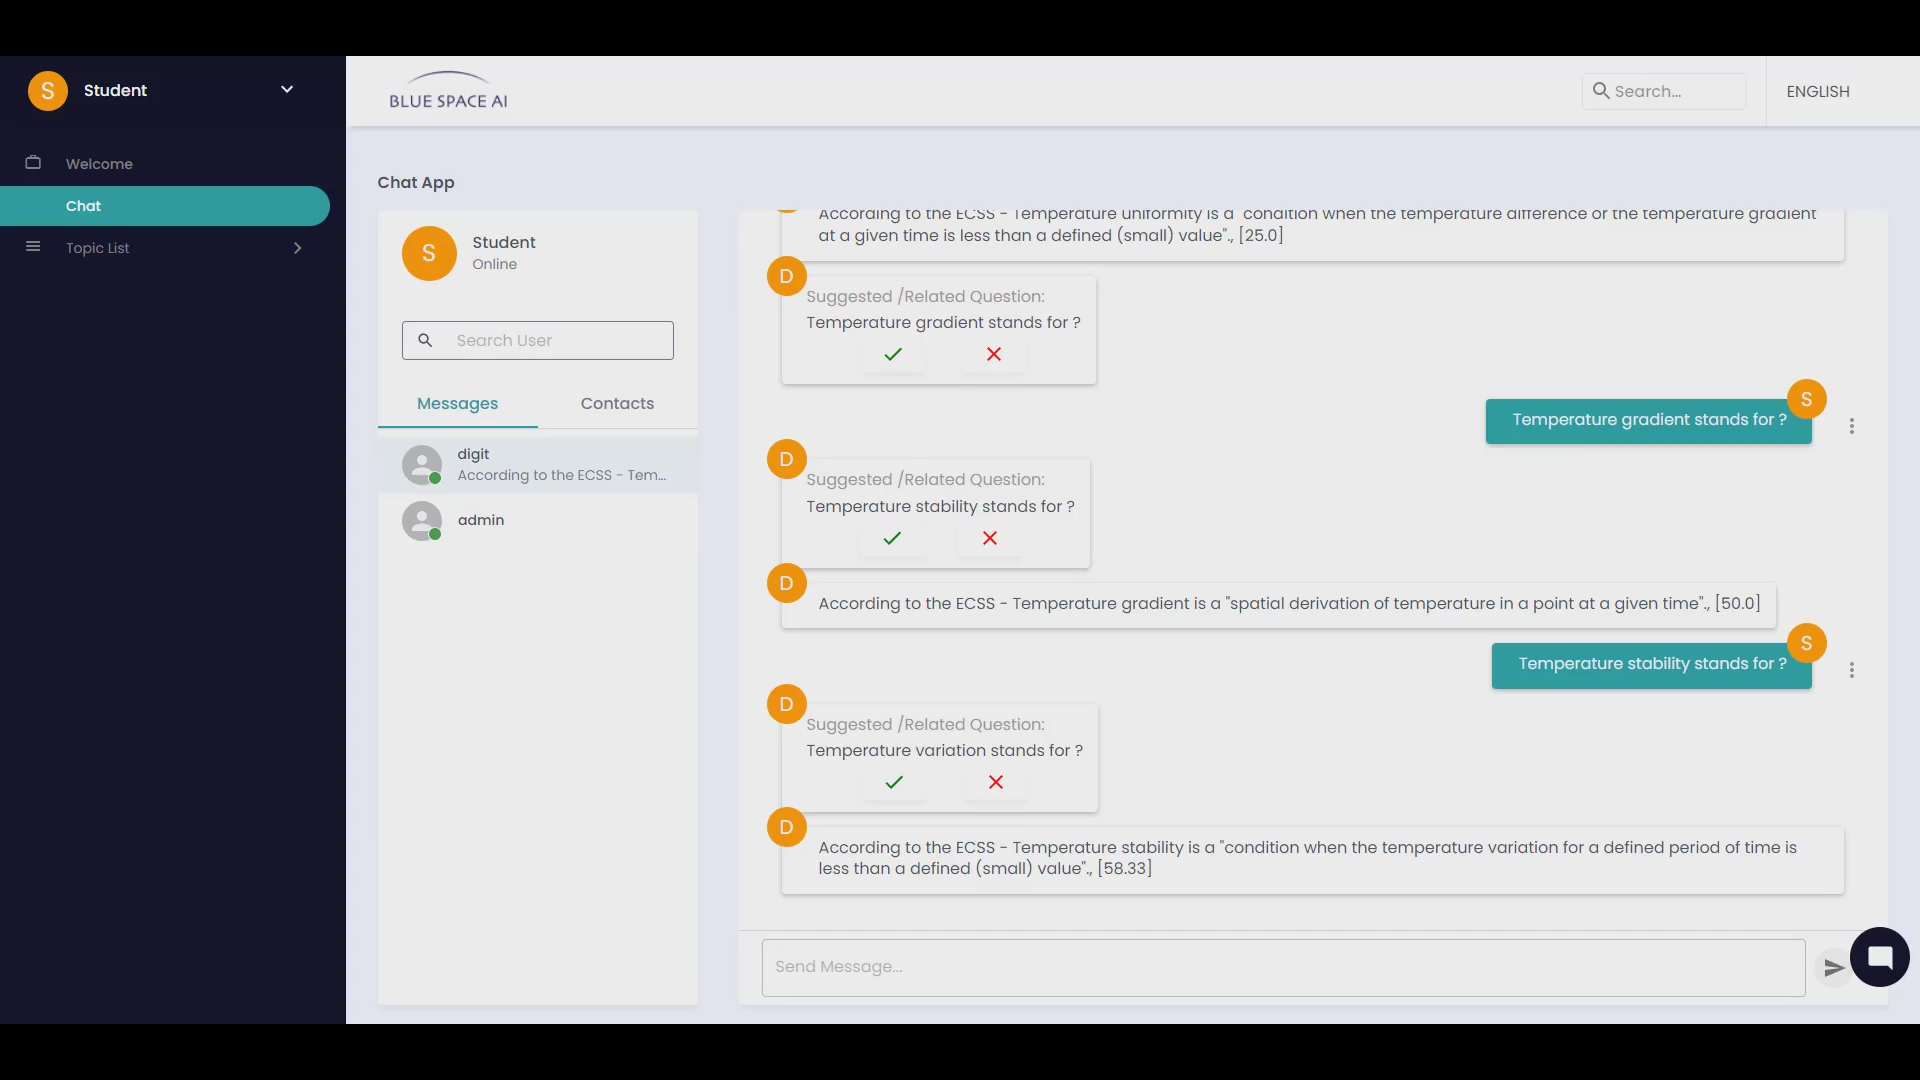 S
Student
Welcome
Chat
Topic List
BLUE SPACE AI
Search...
ENGLISH
Chat App
S
Student
Online
Search User
Messages
Contacts
digit
According to the ECSS - Tem...
admin
According to the ECSS - Temperature uniformity is a "condition when the temperature difference or the temperature gradient
at a given time is less than a defined (small) value"., [25.0]
D
Suggested /Related Question:
Temperature gradient stands for ?
S
Temperature gradient stands for ?
D
Suggested /Related Question:
Temperature stability stands for ?
D
According to the ECSS - Temperature gradient is a "spatial derivation of temperature in a point at a given time"., [50.0]
S
Temperature stability stands for ?
D
Suggested /Related Question:
Temperature variation stands for ?
D
According to the ECSS - Temperature stability is a "condition when the temperature variation for a defined period of time is
less than a defined (small) value"., [58.33]
Send Message...